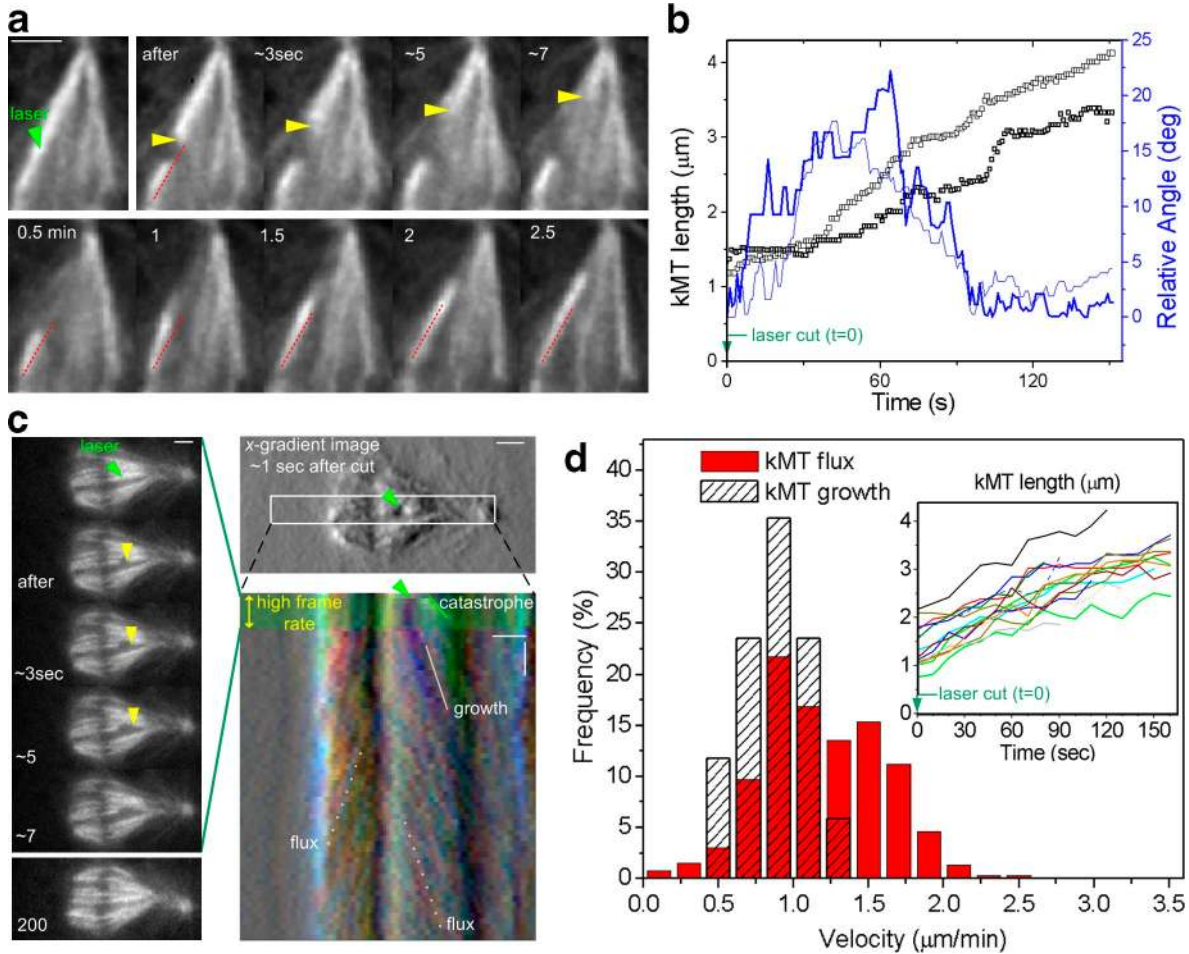 a
laser
after
~3sec
~5
~7
0.5 min
1
1.5
2
2.5
b
kMT length (μm)
4
3
2
1
0
0
60
120
Time (s)
25
20
15
10
5
0
Relative Angle (deg)
laser cut (t=0)
c
laser
after
~3sec
~5
~7
200
x-gradient image
~1 sec after cut
high frame
rate
catastrophe
growth
flux
flux
d
kMT flux
kMT growth
Frequency (%)
40
35
30
25
20
15
10
5
0
0.0
0.5
1.0
1.5
2.0
2.5
3.0
3.5
Velocity (μm/min)
kMT length (μm)
4
3
2
1
0
laser cut (t=0)
0
30
60
90
120
150
Time (sec)